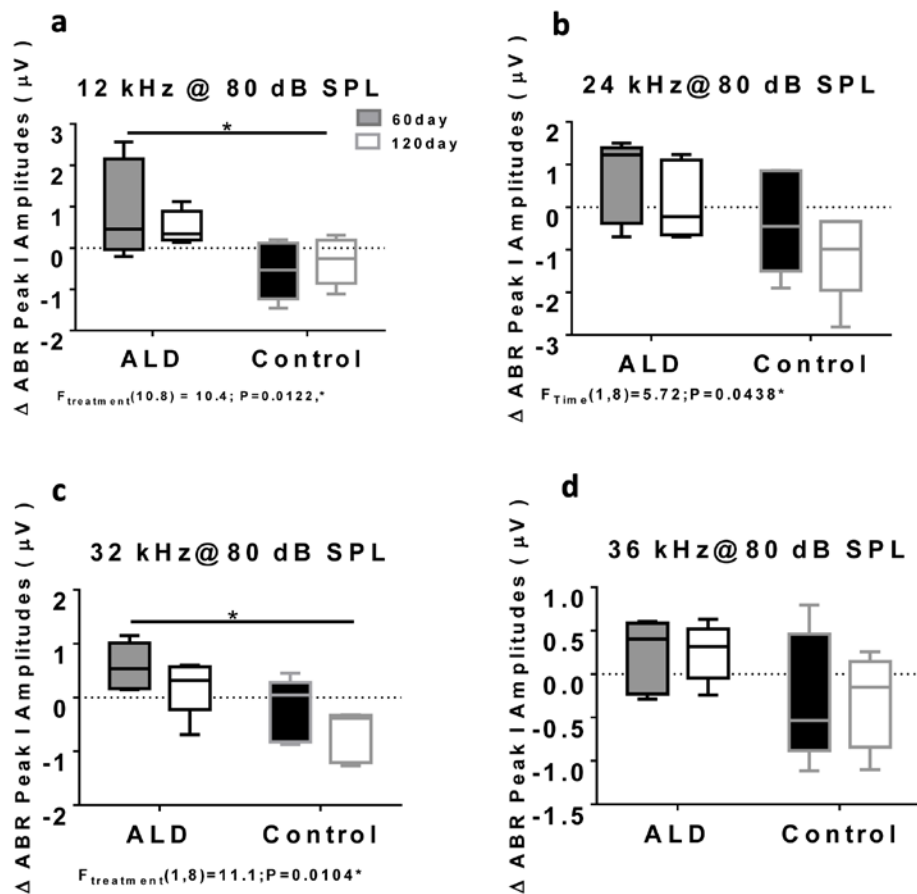 a
Δ ABR Peak I Amplitudes ( µV )
12 kHz @ 80 dB SPL
60day
120day
3
2
1
0
-1
-2
*
ALD
Control
Ftreatment(10.8) = 10.4; P=0.0122,*
b
Δ ABR Peak I Amplitudes ( µV )
24 kHz@ 80 dB SPL
2
1
0
-1
-2
-3
ALD
Control
FTime(1,8)=5.72;P=0.0438*
c
Δ ABR Peak I Amplitudes ( µV )
32 kHz@ 80 dB SPL
2
1
0
-1
-2
*
ALD
Control
Ftreatment(1,8)=11.1;P=0.0104*
d
Δ ABR Peak I Amplitudes ( µV )
36 kHz@ 80 dB SPL
1.0
0.5
0.0
-0.5
-1.0
-1.5
ALD
Control